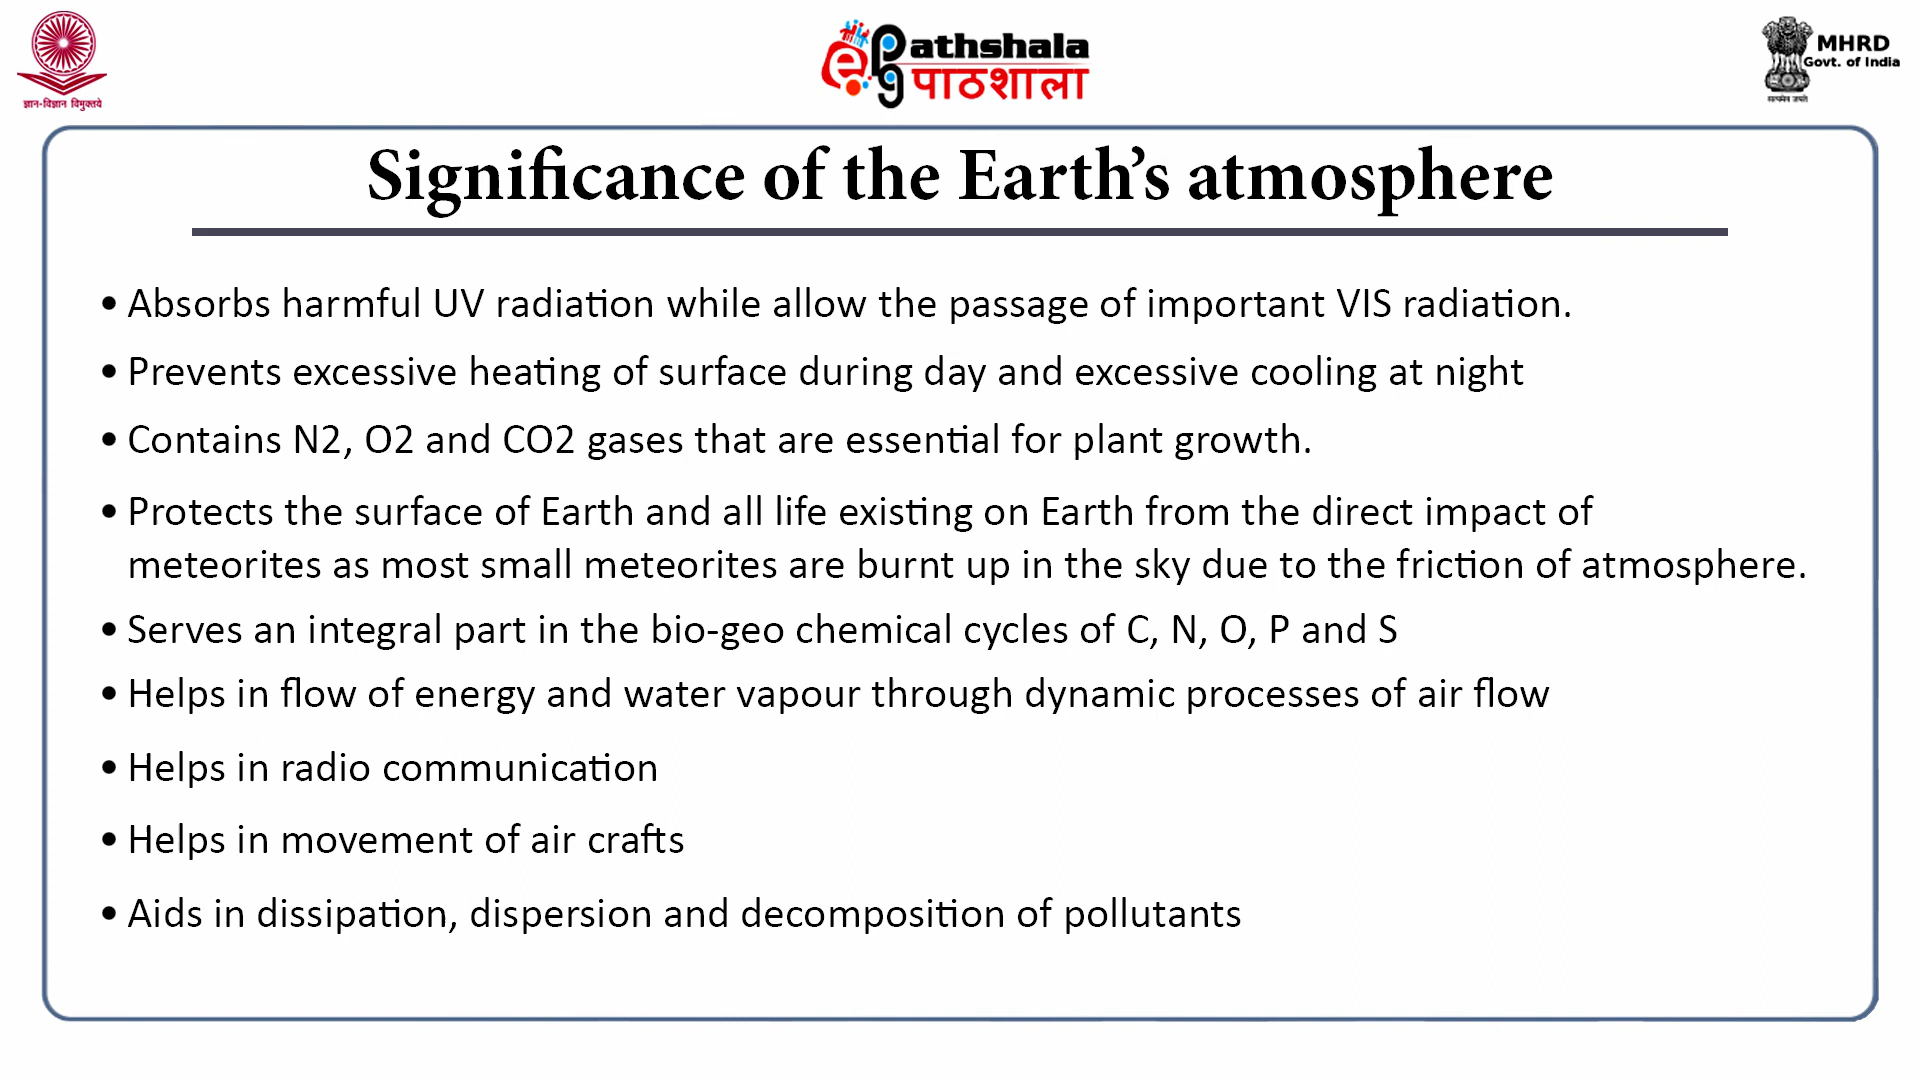 ज्ञान-विज्ञान विमुक्तये
ePG Pathshala
पाठशाला
MHRD
Govt. of India
सत्यमेव जयते
Significance of the Earth’s atmosphere
• Absorbs harmful UV radiation while allow the passage of important VIS radiation.
• Prevents excessive heating of surface during day and excessive cooling at night
• Contains N2, O2 and CO2 gases that are essential for plant growth.
• Protects the surface of Earth and all life existing on Earth from the direct impact of
meteorites as most small meteorites are burnt up in the sky due to the friction of atmosphere.
• Serves an integral part in the bio-geo chemical cycles of C, N, O, P and S
• Helps in flow of energy and water vapour through dynamic processes of air flow
• Helps in radio communication
• Helps in movement of air crafts
• Aids in dissipation, dispersion and decomposition of pollutants